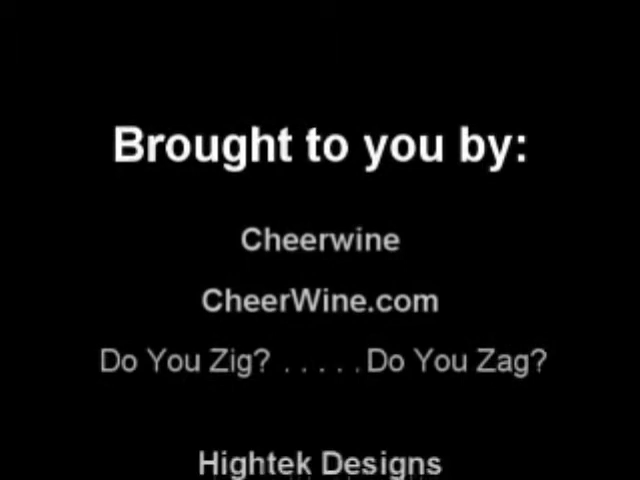 Brought to you by:
Cheerwine
CheerWine.com
Do You Zig? . . . . . Do You Zag?
Hightek Designs